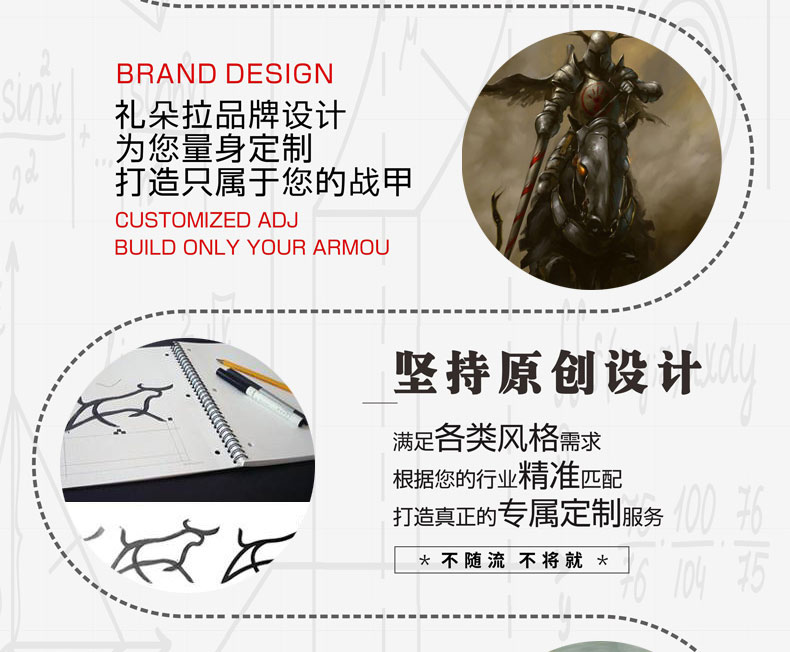 BRAND DESIGN
礼朵拉品牌设计
为您量身定制
打造只属于您的战甲
CUSTOMIZED ADJ
BUILD ONLY YOUR ARMOU
坚持原创设计
满足各类风格需求
根据您的行业精准匹配
打造真正的专属定制服务
* 不随流 不将就 *